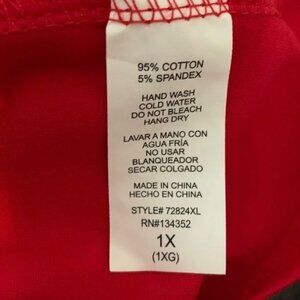 95% COTTON
5% SPANDEX
HAND WASH
COLD WATER
DO NOT BLEACH
HANG DRY
LAVAR A MANO CON
AGUA FRÍA
NO USAR
BLANQUEADOR
SECAR COLGADO
MADE IN CHINA
HECHO EN CHINA
STYLE# 72824XL
RN#134352
1X
(1XG)